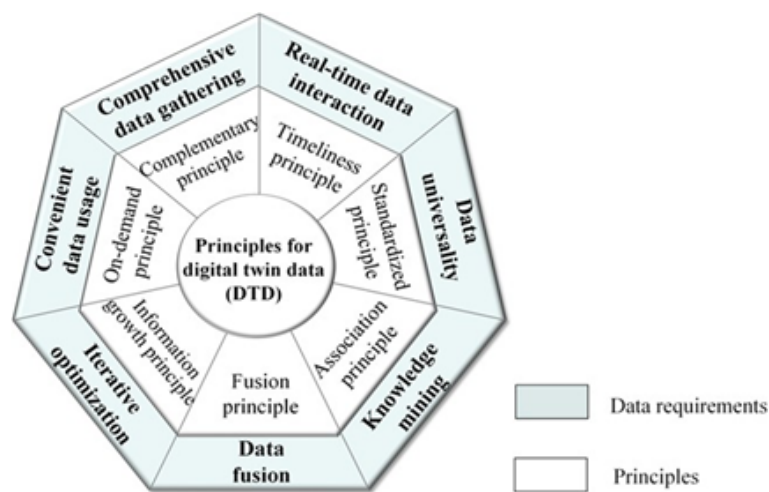 Comprehensive
data gathering
Real-time data
interaction
Data
universality
Knowledge
mining
Data
fusion
Iterative
optimization
Convenient
data usage
Complementary
principle
Timeliness
principle
Standardized
principle
Association
principle
Fusion
principle
Information
growth principle
On-demand
principle
Principles for
digital twin data
(DTD)
Data requirements
Principles